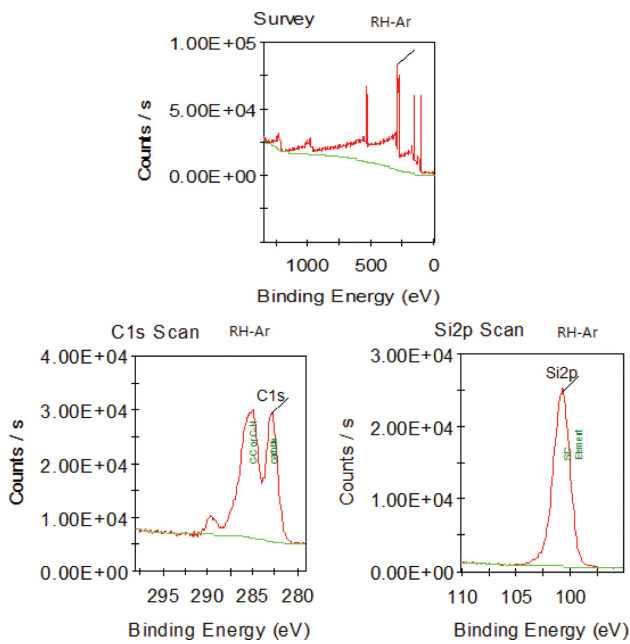 Survey RH-Ar
1.00E+05
5.00E+04
0.00E+00
Counts / s
1000 500 0
Binding Energy (eV)
C1s Scan RH-Ar
4.00E+04
3.00E+04
2.00E+04
1.00E+04
0.00E+00
Counts / s
C1s
C-C or C-H
carbide
295 290 285 280
Binding Energy (eV)
Si2p Scan RH-Ar
3.00E+04
2.00E+04
1.00E+04
0.00E+00
Counts / s
Si2p
110 105 100
Binding Energy (eV)